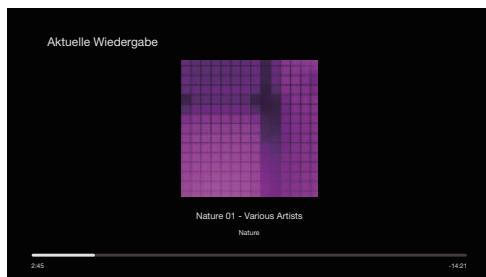 Aktuelle Wiedergabe
Nature 01 - Various Artists
Nature
2:45
-14:21